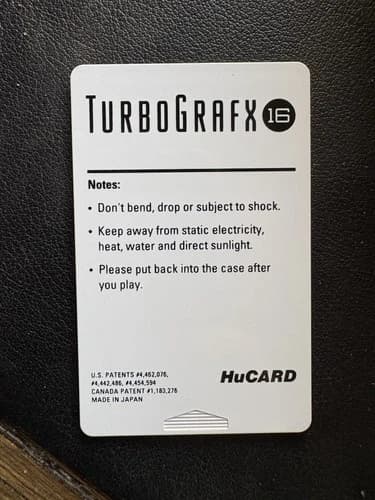 TURBOGRAFX 16
Notes:
• Don't bend, drop or subject to shock.
• Keep away from static electricity,
heat, water and direct sunlight.
• Please put back into the case after
you play.
U.S. PATENTS #4,462,076,
#4,442,486, #4,454,594
CANADA PATENT #1,183,276
MADE IN JAPAN
HuCARD